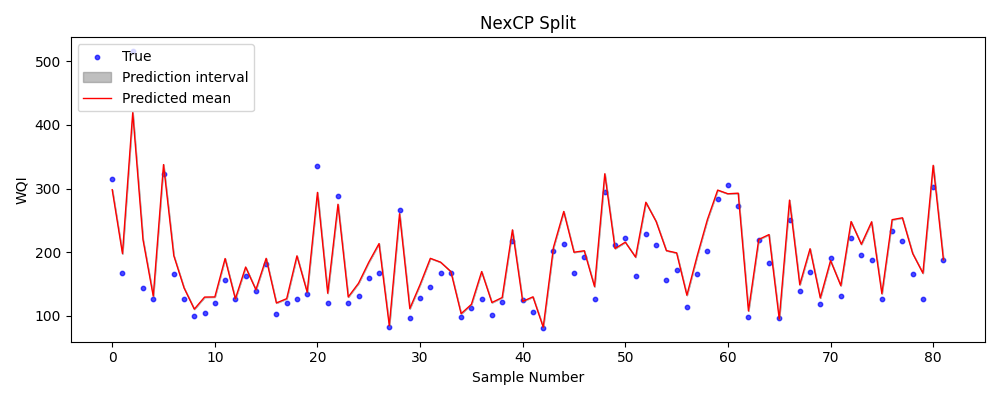 NexCP Split
True
Prediction interval
Predicted mean
WQI
500
400
300
200
100
0 10 20 30 40 50 60 70 80
Sample Number